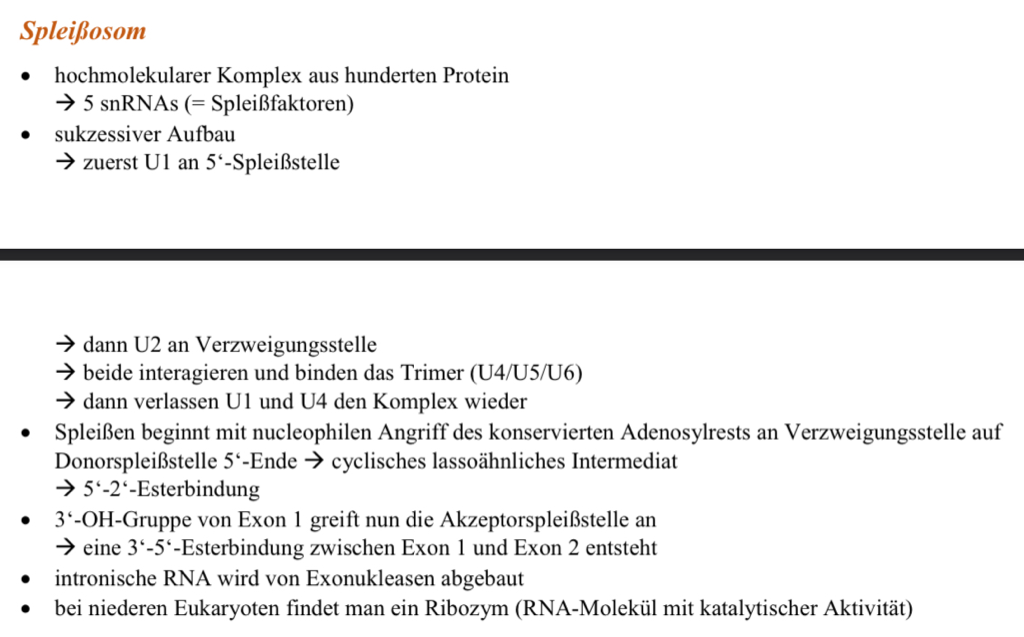 Spleißosom
• hochmolekularer Komplex aus hunderten Protein
→ 5 snRNAs (= Spleißfaktoren)
• sukzessiver Aufbau
→ zuerst U1 an 5‘-Spleißstelle
→ dann U2 an Verzweigungsstelle
→ beide interagieren und binden das Trimer (U4/U5/U6)
→ dann verlassen U1 und U4 den Komplex wieder
• Spleißen beginnt mit nucleophilen Angriff des konservierten Adenosylrests an Verzweigungsstelle auf
Donorspleißstelle 5‘-Ende → cyclisches lassoähnliches Intermediat
→ 5‘-2‘-Esterbindung
• 3‘-OH-Gruppe von Exon 1 greift nun die Akzeptorspleißstelle an
→ eine 3‘-5‘-Esterbindung zwischen Exon 1 und Exon 2 entsteht
• intronische RNA wird von Exonukleasen abgebaut
• bei niederen Eukaryoten findet man ein Ribozym (RNA-Molekül mit katalytischer Aktivität)